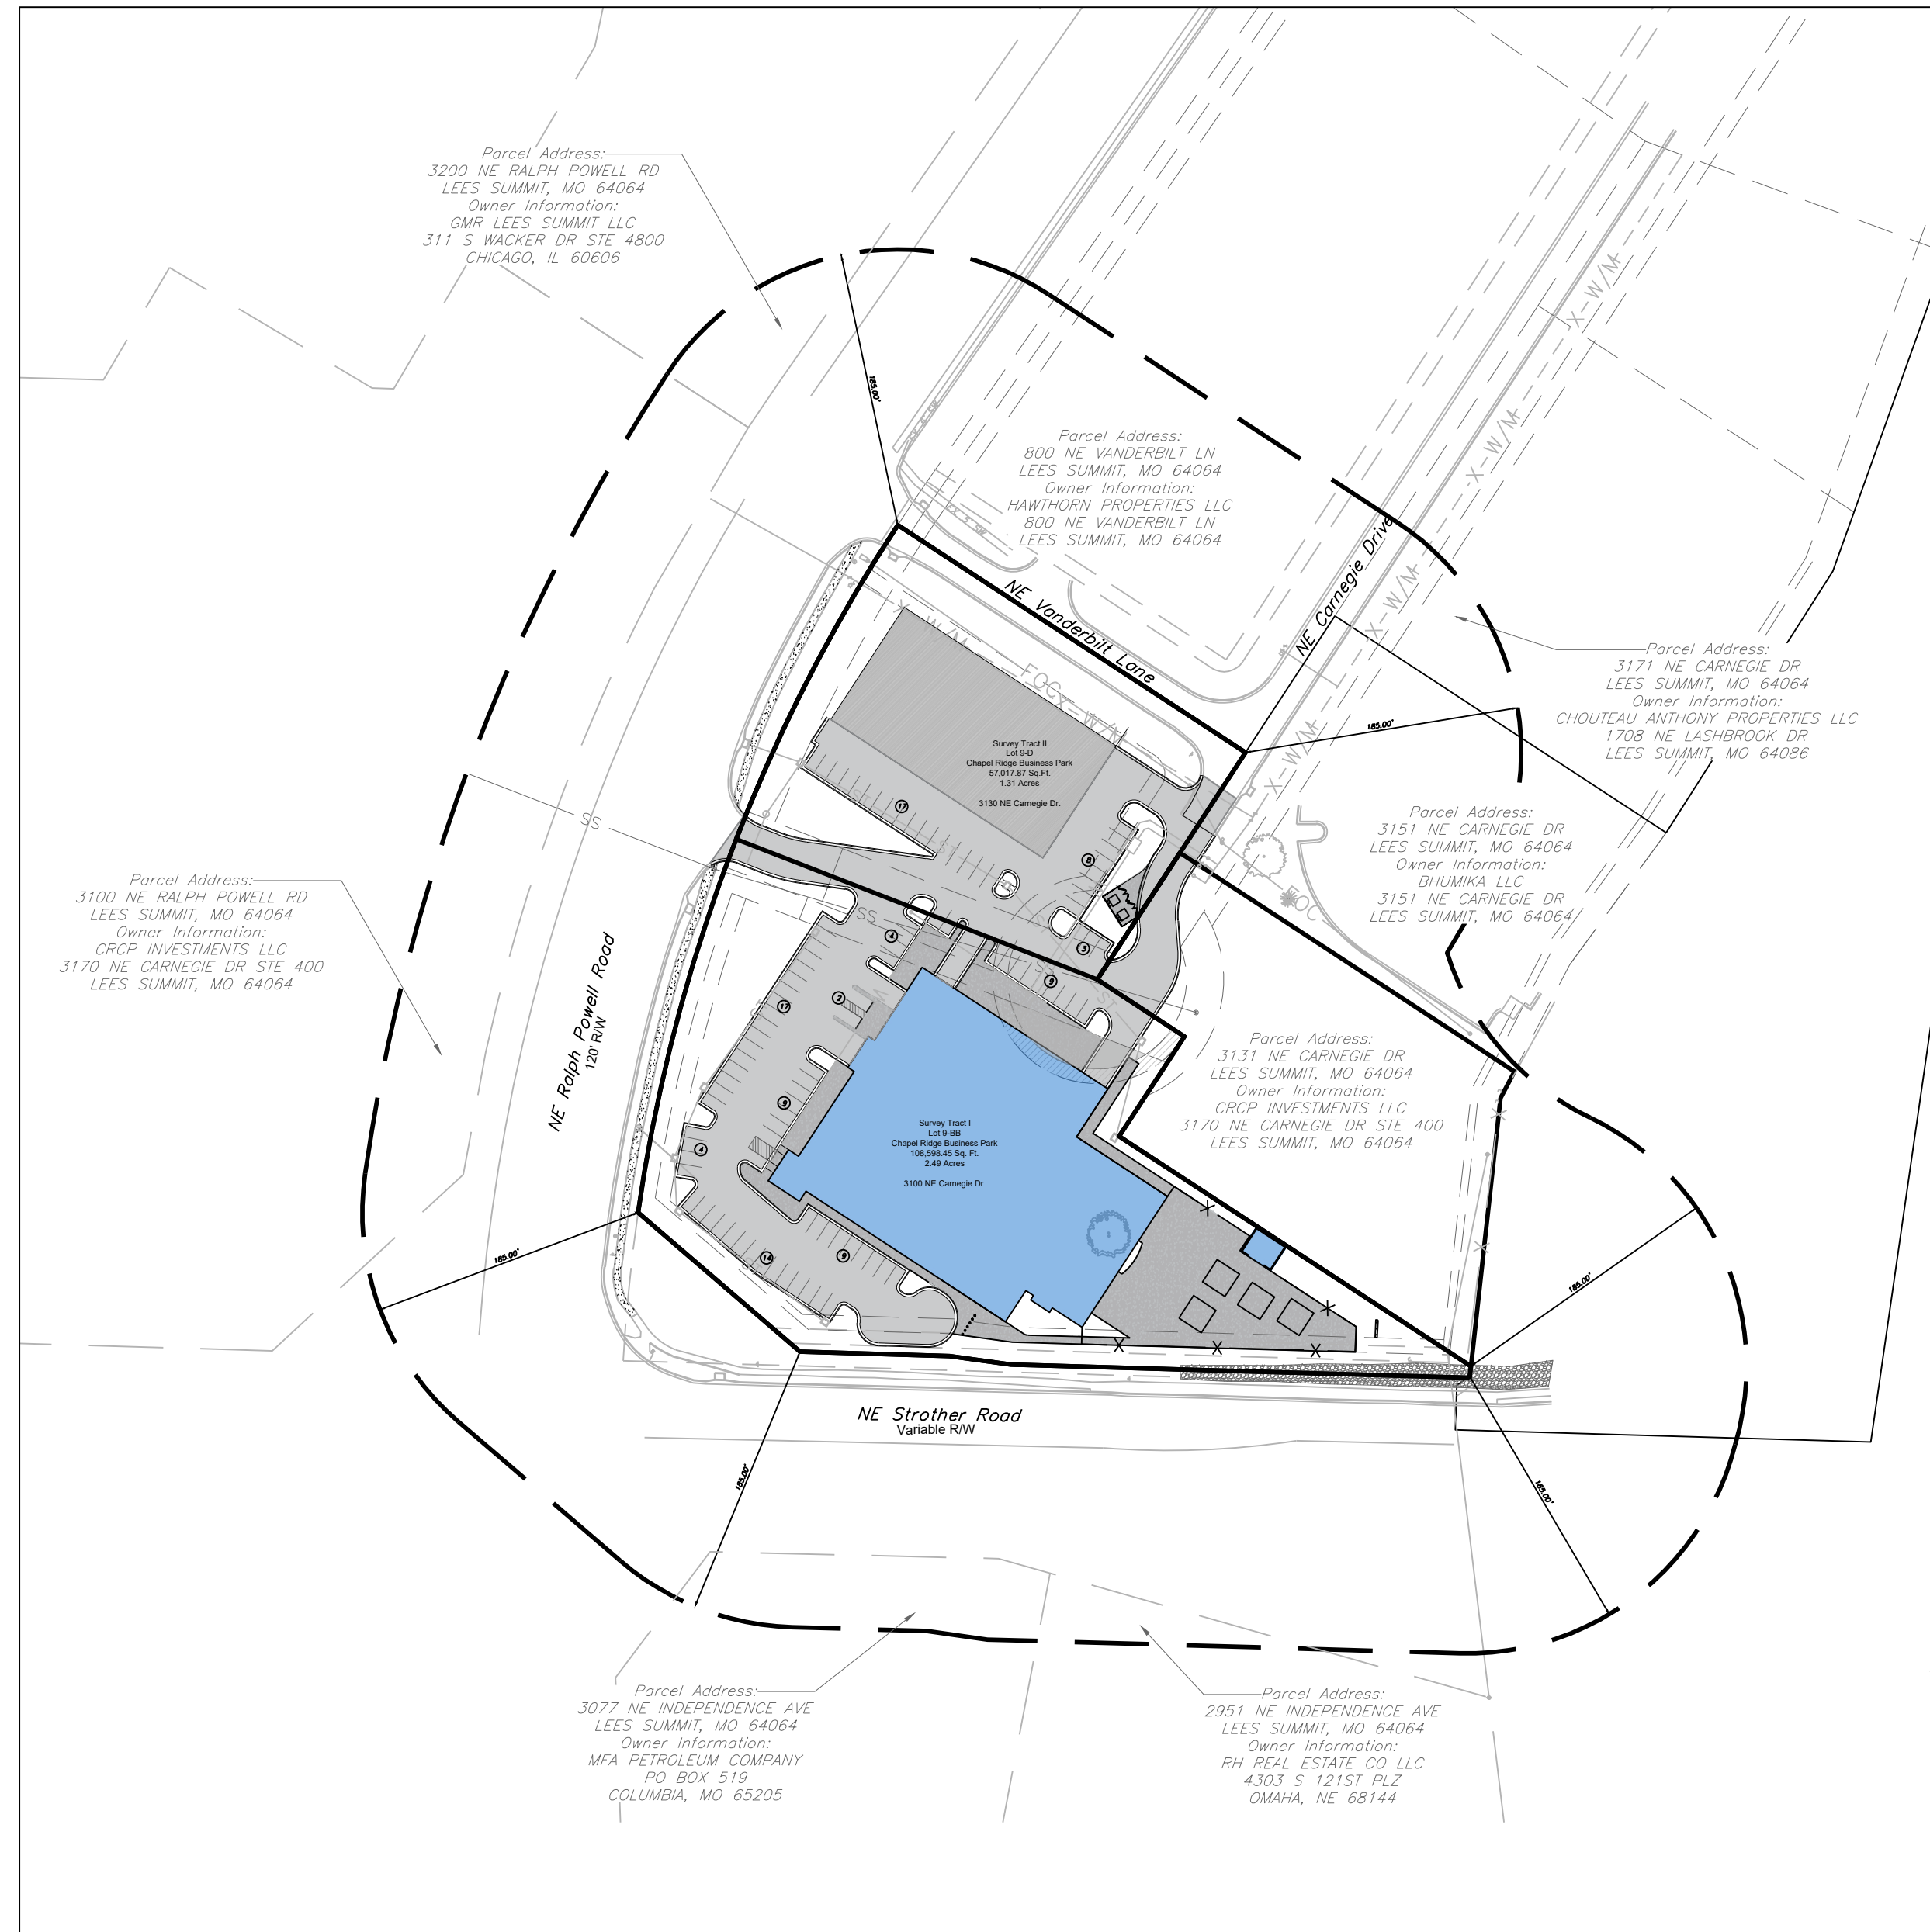 Parcel Address:
3200 NE RALPH POWELL RD
LEES SUMMIT, MO 64064
Owner Information:
GMR LEES SUMMIT LLC
311 S WACKER DR STE 4800
CHICAGO, IL 60606
185.00'
Parcel Address:
800 NE VANDERBILT LN
LEES SUMMIT, MO 64064
Owner Information:
HAWTHORN PROPERTIES LLC
800 NE VANDERBILT LN
LEES SUMMIT, MO 64064
X-W/M
X-W/M
X-W/M
X-W/M
X-W/M
NE Carnegie Drive
NE Vanderbilt Lane
Parcel Address:
3171 NE CARNEGIE DR
LEES SUMMIT, MO 64064
Owner Information:
CHOUTEAU ANTHONY PROPERTIES LLC
1708 NE LASHBROOK DR
LEES SUMMIT, MO 64086
185.00'
Survey Tract II
Lot 9-D
Chapel Ridge Business Park
57,017.87 Sq.Ft.
1.31 Acres
3130 NE Carnegie Dr.
17
8
Parcel Address:
3151 NE CARNEGIE DR
LEES SUMMIT, MO 64064
Owner Information:
BHUMIKA LLC
3151 NE CARNEGIE DR
LEES SUMMIT, MO 64064
SS
Parcel Address:
3100 NE RALPH POWELL RD
LEES SUMMIT, MO 64064
Owner Information:
CRCP INVESTMENTS LLC
3170 NE CARNEGIE DR STE 400
LEES SUMMIT, MO 64064
NE Ralph Powell Road
120' R/W
SS
4
SS
9
17
9
4
14
9
Parcel Address:
3131 NE CARNEGIE DR
LEES SUMMIT, MO 64064
Owner Information:
CRCP INVESTMENTS LLC
3170 NE CARNEGIE DR STE 400
LEES SUMMIT, MO 64064
Survey Tract I
Lot 9-BB
Chapel Ridge Business Park
108,598.45 Sq. Ft.
2.49 Acres
3100 NE Carnegie Dr.
185.00'
185.00'
NE Strother Road
Variable R/W
185.00'
185.00'
Parcel Address:
3077 NE INDEPENDENCE AVE
LEES SUMMIT, MO 64064
Owner Information:
MFA PETROLEUM COMPANY
PO BOX 519
COLUMBIA, MO 65205
Parcel Address:
2951 NE INDEPENDENCE AVE
LEES SUMMIT, MO 64064
Owner Information:
RH REAL ESTATE CO LLC
4303 S 121ST PLZ
OMAHA, NE 68144